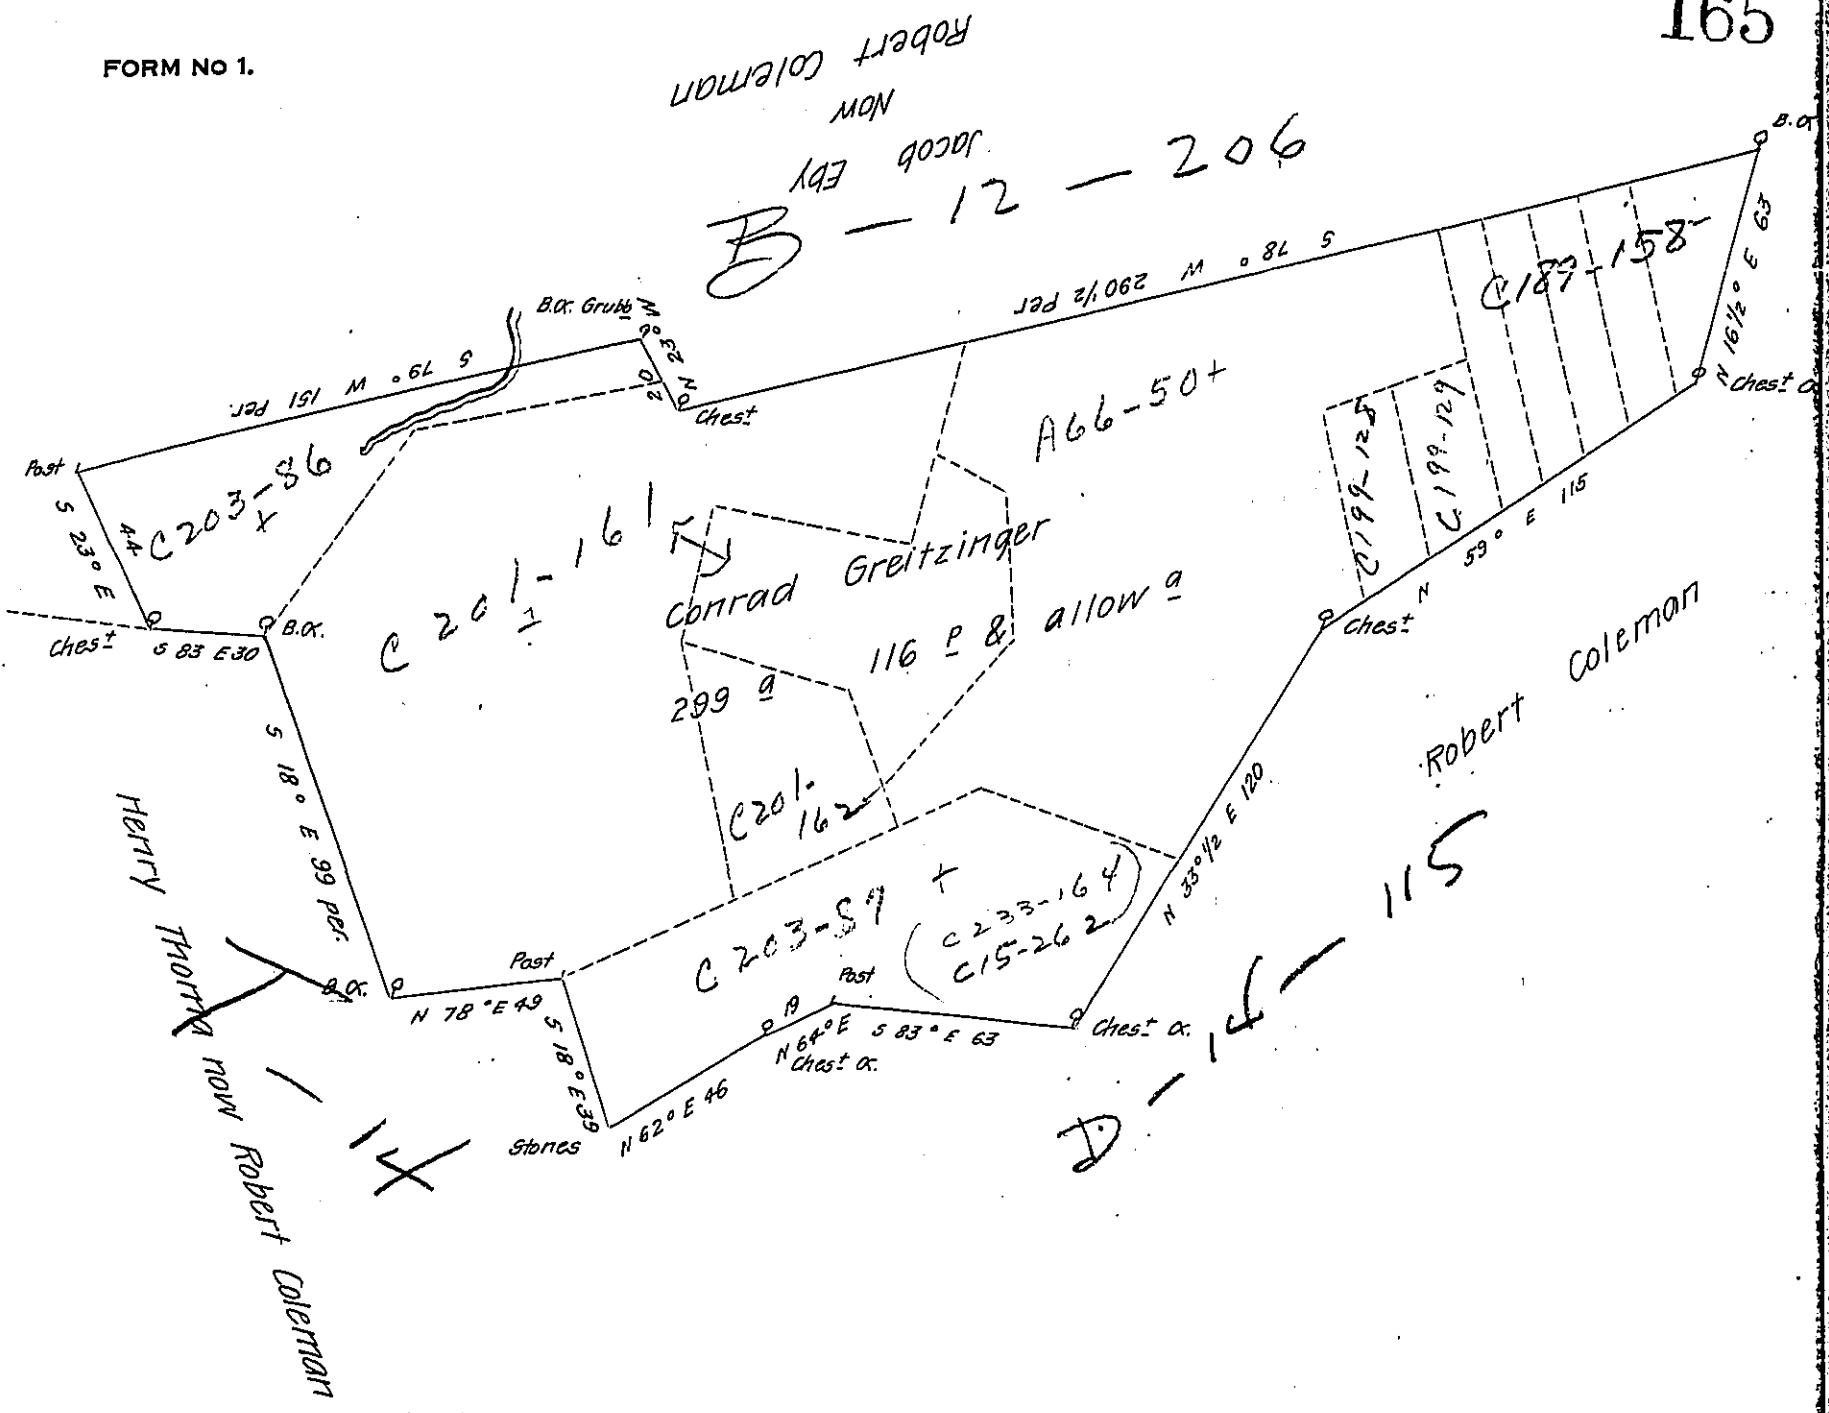 165
FORM No 1.
Robert Coleman
Now
Jacob Eby
B - 12 - 206
B.O.
S 78° W 290 1/2 Per
C189-158
N 16 1/2° E 63
Chest O
B.O. Grubb
N 23° W
20
Chest
S 79° W 151 Per.
Post
C203-86
x
S 23° E
44
A66-50+
C199-128
C199-129
N 59° E 115
Chest
C201-161
Conrad Greitzinger
299 a
116 P & allow a
Chest
S 83 E 30
B.O.
S 18° E 99 per.
C201-
162
Robert Coleman
N 33° 1/2 E 120
C203-87 +
(C233-164
C15-262)
Henry Thoma now Robert Coleman
B.O.
N 78° E 49
Post
S 18° E 39
Stones
N 62° E 46
19
N 64° E
Chest O.
Post
S 83° E 63
Chest O.
D - 14 - 115